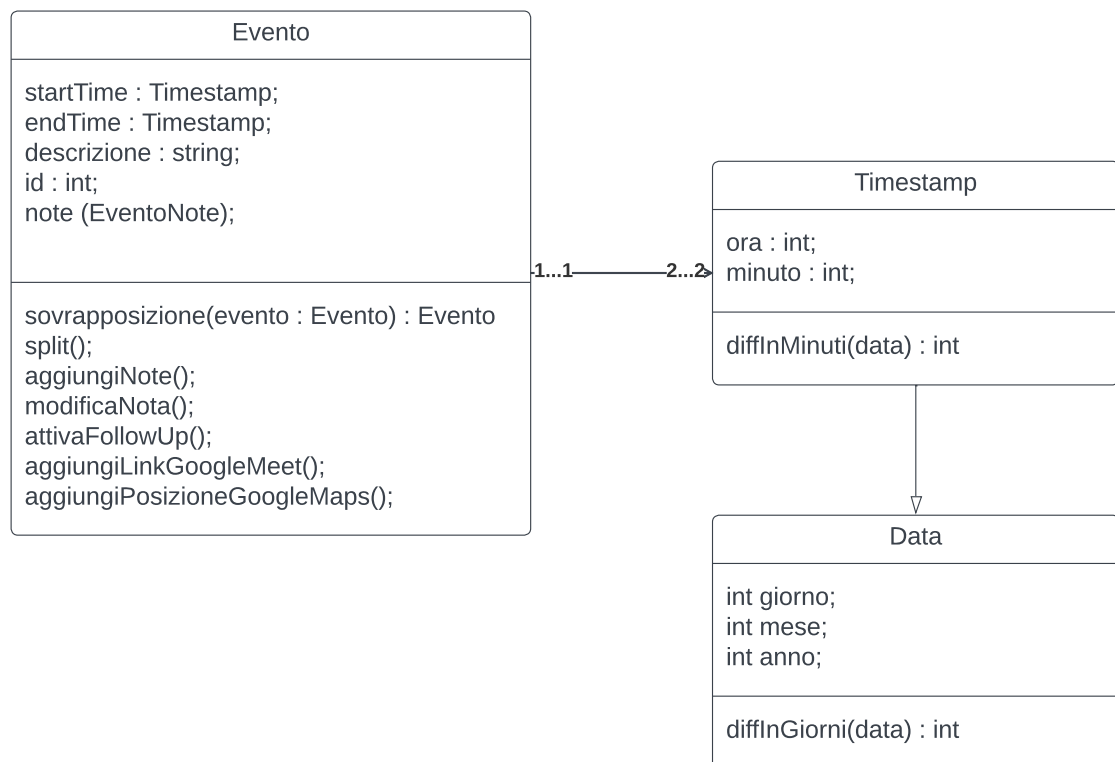 Evento
startTime : Timestamp;
endTime : Timestamp;
descrizione : string;
id : int;
note (EventoNote);
sovrapposizione(evento : Evento) : Evento
split();
aggiungiNote();
modificaNota();
attivaFollowUp();
aggiungiLinkGoogleMeet();
aggiungiPosizioneGoogleMaps();
1...1
2...2
Timestamp
ora : int;
minuto : int;
diffInMinuti(data) : int
Data
int giorno;
int mese;
int anno;
diffInGiorni(data) : int